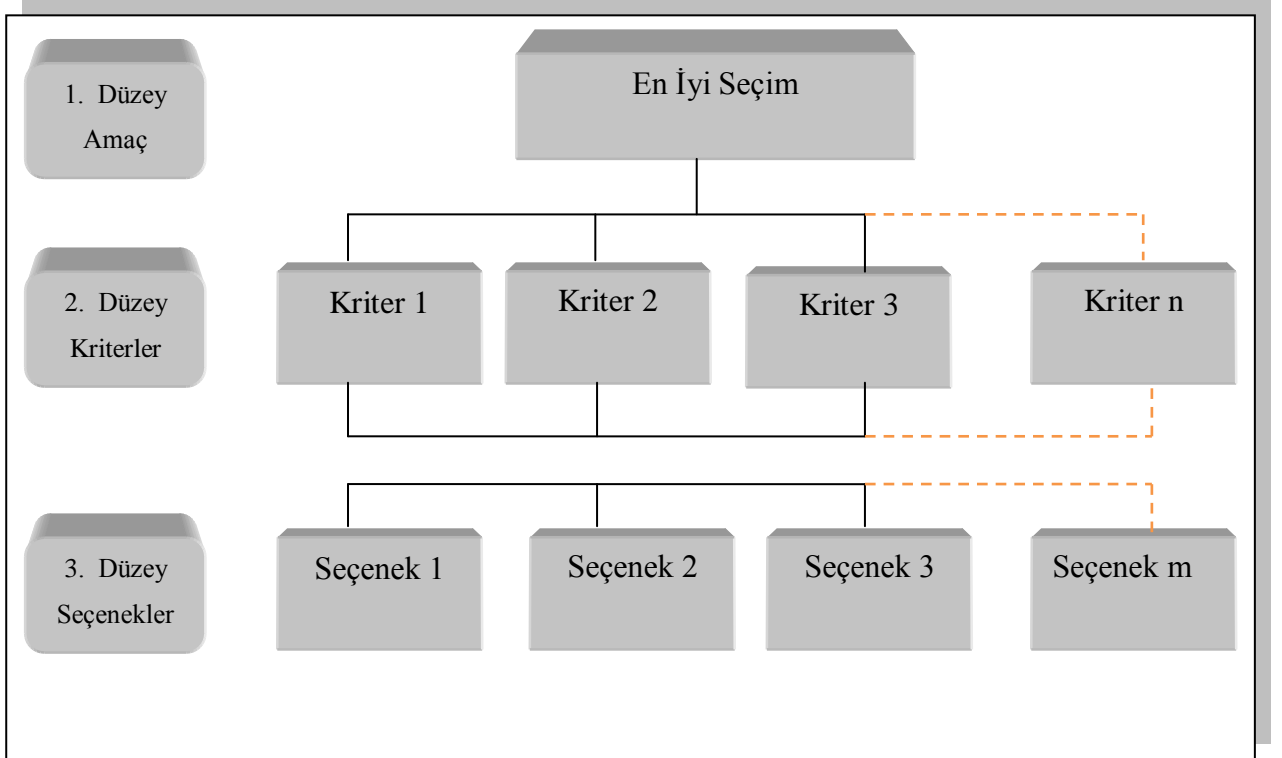 1. Düzey
Amaç
En İyi Seçim
2. Düzey
Kriterler
Kriter 1
Kriter 2
Kriter 3
Kriter n
3. Düzey
Seçenekler
Seçenek 1
Seçenek 2
Seçenek 3
Seçenek m